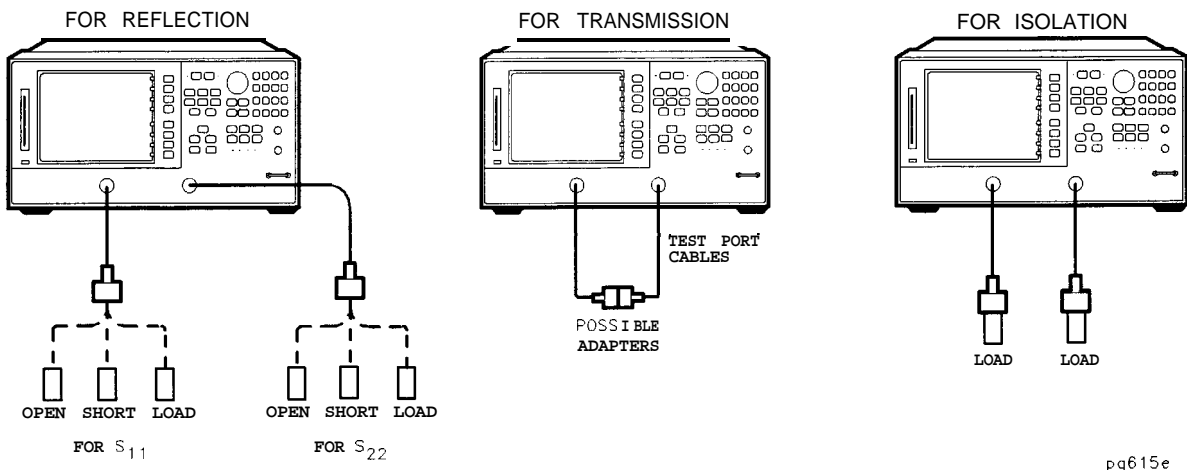 FOR REFLECTION
FOR TRANSMISSION
FOR ISOLATION
TEST PORT
CABLES
POSSIBLE
ADAPTERS
LOAD LOAD
OPEN SHORT LOAD
OPEN SHORT LOAD
FOR S11
FOR S22
pg615e